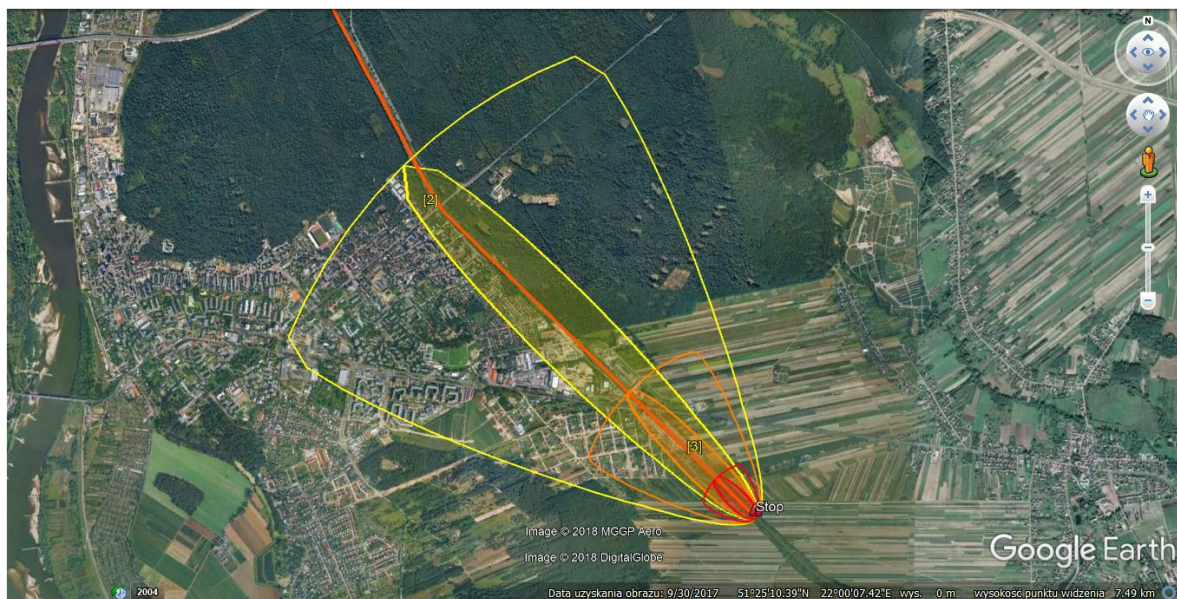 N
[2]
[3]
Stop
Image © 2018 MGGP Aero
Image © 2018 DigitalGlobe
Google Earth
2004
Data uzyskania obrazu: 9/30/2017 51°25'10.39"N 22°00'07.42"E wys. 0 m wysokość punktu widzenia 7.49 km